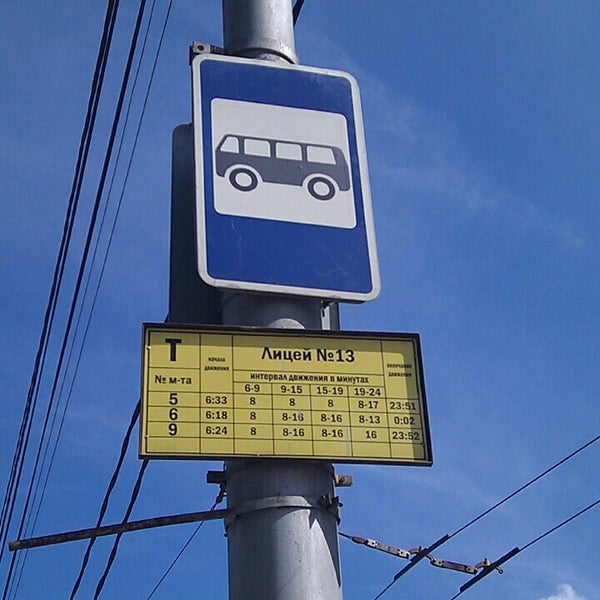 Т начало движения Лицей №13 окончание движения
№ м-та интервал движения в минутах
6-9 9-15 15-19 19-24
5 6:33 8 8 8 8-17 23:51
6 6:18 8 8-16 8-16 8-13 0:02
9 6:24 8 8-16 8-16 16 23:52